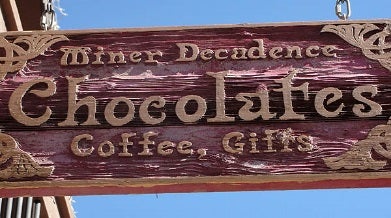 Miner Decadence
Chocolates
Coffee, Gifts